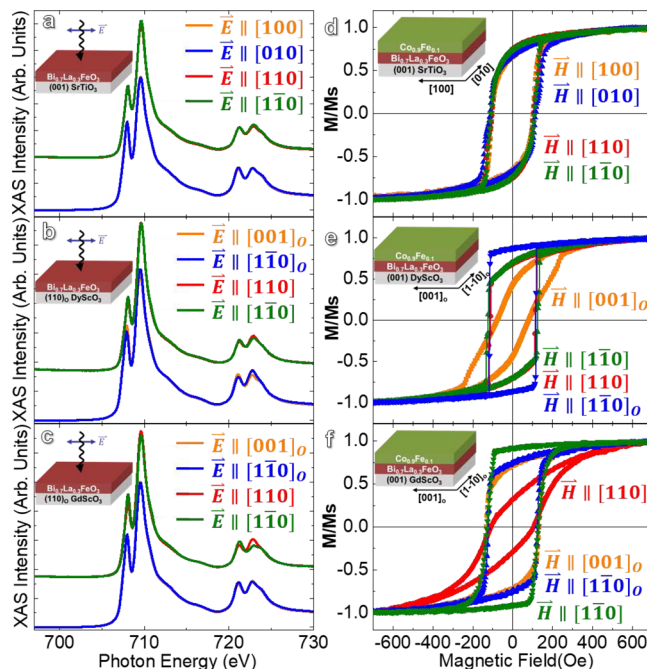 a
E
Bi0.7La0.3FeO3
(001) SrTiO3
E ∥ [100]
E ∥ [010]
E ∥ [110]
E ∥ [11̅0]
XAS Intensity (Arb. Units)
b
E
Bi0.7La0.3FeO3
(110)O DyScO3
E ∥ [001]O
E ∥ [11̅0]O
E ∥ [110]
E ∥ [11̅0]
XAS Intensity (Arb. Units)
c
E
Bi0.7La0.3FeO3
(110)O GdScO3
E ∥ [001]O
E ∥ [11̅0]O
E ∥ [110]
E ∥ [11̅0]
XAS Intensity (Arb. Units)
700 710 720 730
Photon Energy (eV)
d
Co0.9Fe0.1
Bi0.7La0.3FeO3
(001) SrTiO3
[100]
[010]
H ∥ [100]
H ∥ [010]
H ∥ [110]
H ∥ [11̅0]
M/Ms
1.0
0.5
0.0
-0.5
-1.0
e
Co0.9Fe0.1
Bi0.7La0.3FeO3
(001) DyScO3
[001]O
[1-10]O
H ∥ [001]O
H ∥ [11̅0]
H ∥ [110]
H ∥ [11̅0]O
M/Ms
1.0
0.5
0.0
-0.5
-1.0
f
Co0.9Fe0.1
Bi0.7La0.3FeO3
(001) GdScO3
[001]O
[1-10]O
H ∥ [110]
H ∥ [001]O
H ∥ [11̅0]O
H ∥ [11̅0]
M/Ms
1.0
0.5
0.0
-0.5
-1.0
-600 -400 -200 0 200 400 600
Magnetic Field(Oe)